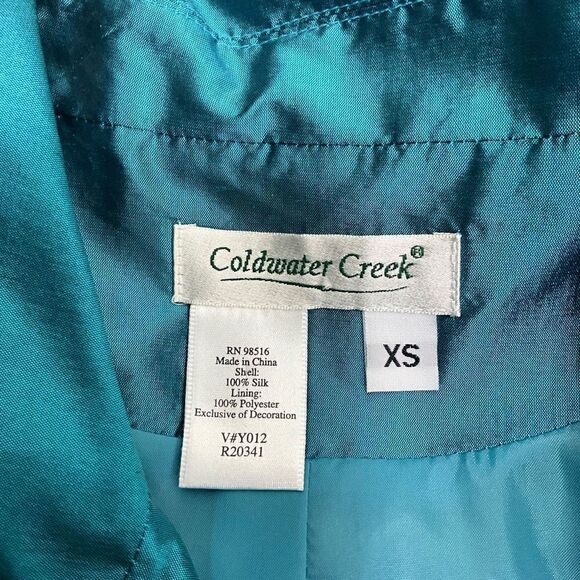 Coldwater Creek®
RN 98516
Made in China
Shell:
100% Silk
Lining:
100% Polyester
Exclusive of Decoration
V#Y012
R20341
XS